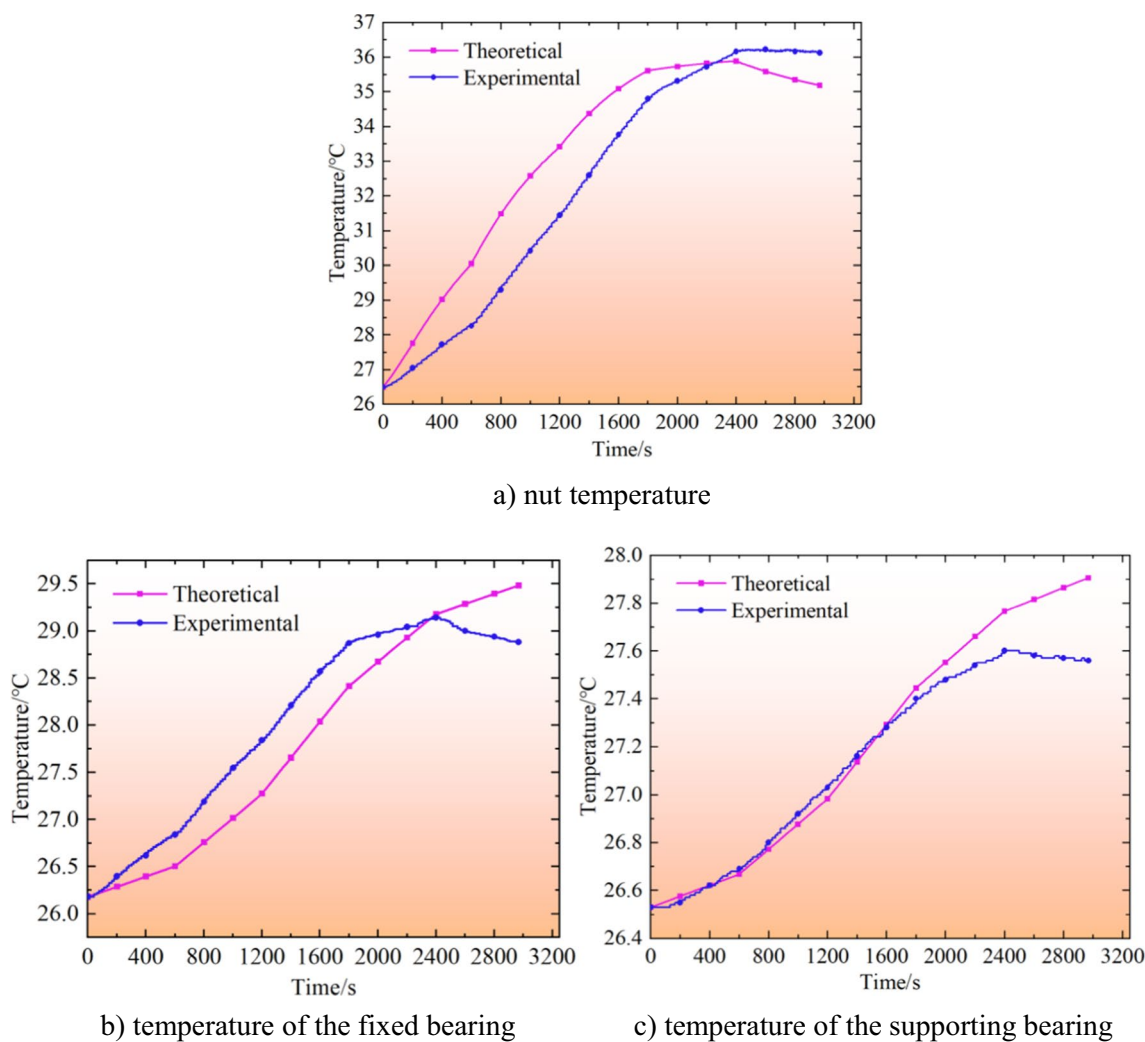 37
36
35
34
33
32
31
30
29
28
27
26
Temperature/°C
Theoretical
Experimental
0 400 800 1200 1600 2000 2400 2800 3200
Time/s
a) nut temperature
29.5
29.0
28.5
28.0
27.5
27.0
26.5
26.0
Temperature/°C
Theoretical
Experimental
0 400 800 1200 1600 2000 2400 2800 3200
Time/s
b) temperature of the fixed bearing
28.0
27.8
27.6
27.4
27.2
27.0
26.8
26.6
26.4
Temperature/°C
Theoretical
Experimental
0 400 800 1200 1600 2000 2400 2800 3200
Time/s
c) temperature of the supporting bearing